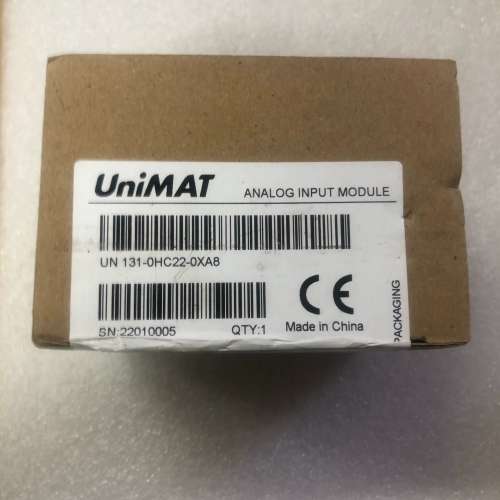 UniMAT ANALOG INPUT MODULE
UN 131-0HC22-0XA8
SN:22010005 QTY:1
CE
Made in China
PACKAGING